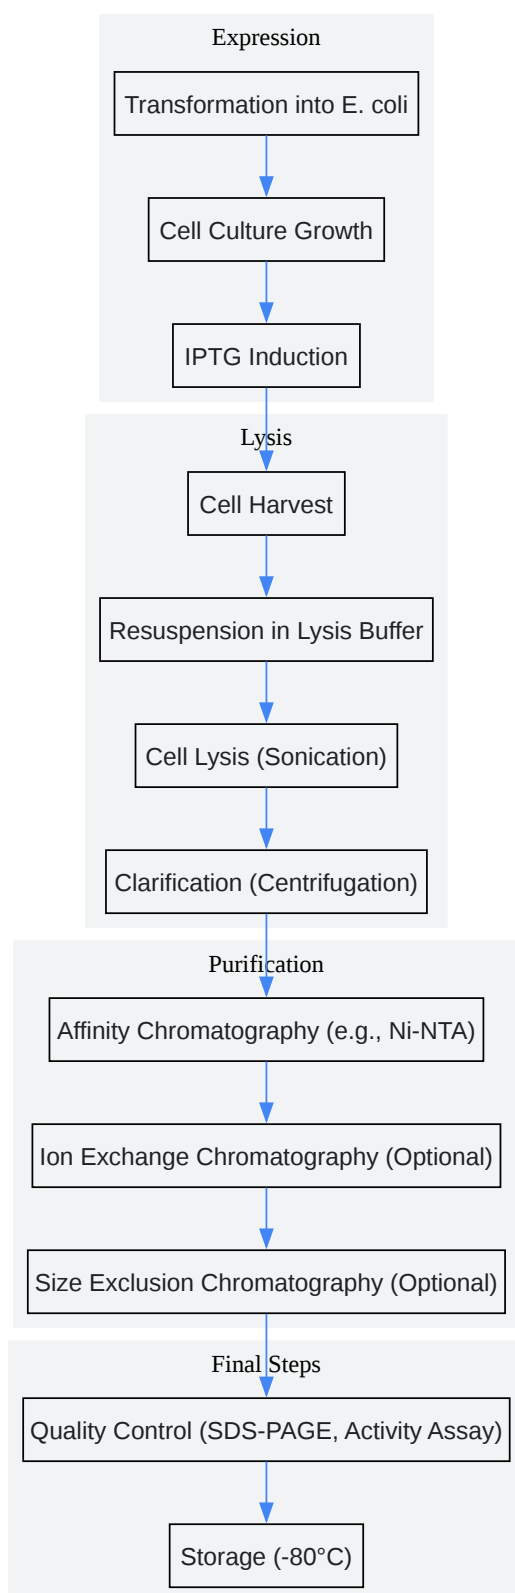 Expression
Transformation into E. coli
Cell Culture Growth
IPTG Induction
Lysis
Cell Harvest
Resuspension in Lysis Buffer
Cell Lysis (Sonication)
Clarification (Centrifugation)
Purification
Affinity Chromatography (e.g., Ni-NTA)
Ion Exchange Chromatography (Optional)
Size Exclusion Chromatography (Optional)
Final Steps
Quality Control (SDS-PAGE, Activity Assay)
Storage (-80°C)